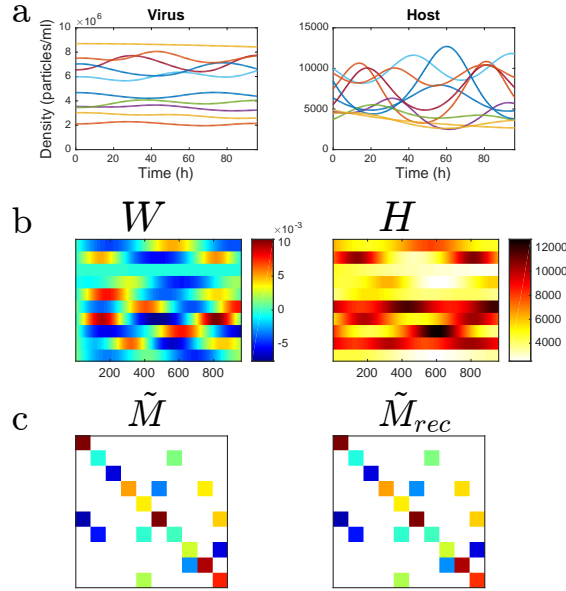 a
Virus
Host
×10⁶
Density (particles/ml)
10
8
6
4
2
0
0 20 40 60 80
Time (h)
15000
10000
5000
0
0 20 40 60 80
Time (h)
b
W
H
×10⁻³
10
5
0
-5
200 400 600 800
12000
10000
8000
6000
4000
200 400 600 800
c
M̃
M̃rec